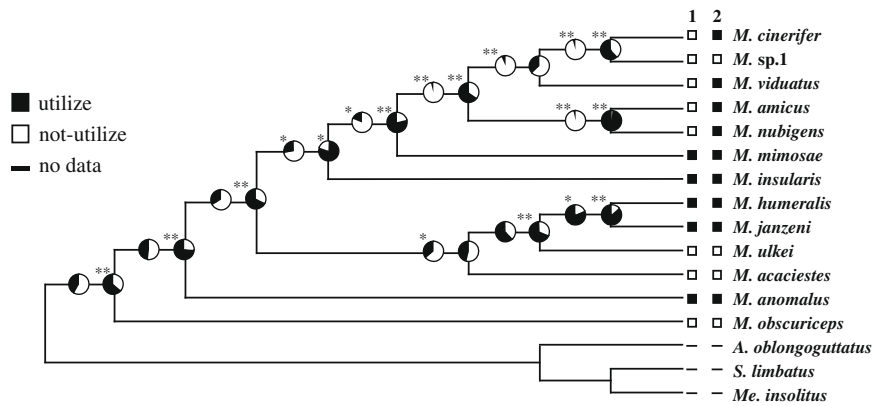 1 2
M. cinerifer
M. sp.1
M. viduatus
M. amicus
M. nubigens
M. mimosae
M. insularis
M. humeralis
M. janzeni
M. ulkei
M. acaciestes
M. anomalus
M. obscuriceps
A. oblongoguttatus
S. limbatus
Me. insolitus
utilize
not-utilize
no data
** ** ** ** ** ** ** ** * ** * * ** ** * ** ** *